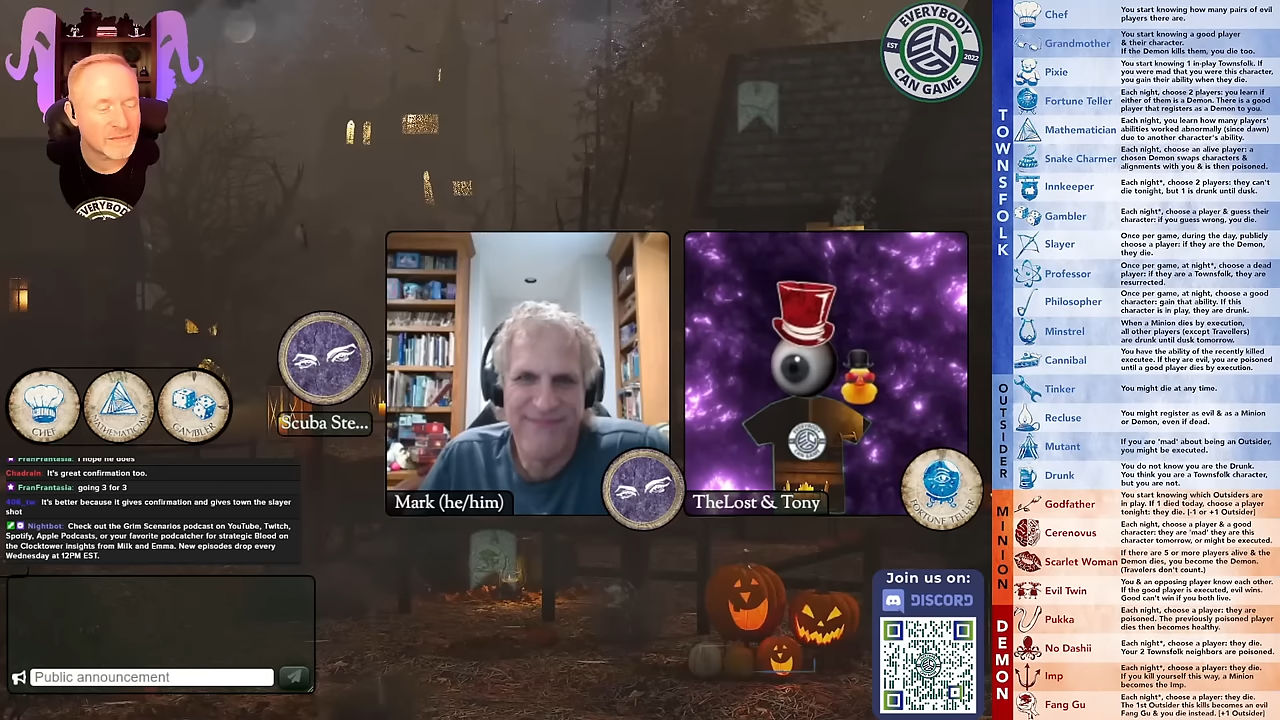 EVERYBODY
EST
2022
CAN GAME
VERYBOD
CHEF
MATHEMATICIAN
GAMBLER
Scuba Ste...
Mark (he/him)
TheLost & Tony
FORTUNE TELLER
FranFrantasia: I hope he does
ChadraIn It's great confirmation too.
FranFrantasia: going 3 for 3
It's better because it gives confirmation and gives town the slayer
shot
Nightbot: Check out the Grim Scenarios podcast on YouTube, Twitch,
Spotify, Apple Podcasts, or your favorite podcatcher for strategic Blood on
the Clocktower insights from Milk and Emma. New episodes drop every
Wednesday at 12PM EST.
Public announcement
Join us on:
DISCORD
TOWNSFOLK
Chef
You start knowing how many pairs of evil
players there are.
Grandmother
You start knowing a good player
& their character.
If the Demon kills them, you die too.
Pixie
You start knowing 1 in-play Townsfolk. If
you were mad that you were this character,
you gain their ability when they die.
Fortune Teller
Each night, choose 2 players: you learn if
either of them is a Demon. There is a good
player that registers as a Demon to you.
Mathematician
Each night, you learn how many players'
abilities worked abnormally (since dawn)
due to another character's ability.
Snake Charmer
Each night, choose an alive player: a
chosen Demon swaps characters &
alignments with you & is then poisoned.
Innkeeper
Each night*, choose 2 players: they can't
die tonight, but 1 is drunk until dusk.
Gambler
Each night*, choose a player & guess their
character: if you guess wrong, you die.
Slayer
Once per game, during the day, publicly
choose a player: if they are the Demon,
they die.
Professor
Once per game, at night*, choose a dead
player: if they are a Townsfolk, they are
resurrected.
Philosopher
Once per game, at night, choose a good
character: gain that ability. If this
character is in play, they are drunk.
Minstrel
When a Minion dies by execution,
all other players (except Travellers)
are drunk until dusk tomorrow.
Cannibal
You have the ability of the recently killed
executee. If they are evil, you are poisoned
until a good player dies by execution.
OUTSIDER
Tinker
You might die at any time.
Recluse
You might register as evil & as a Minion
or Demon, even if dead.
Mutant
If you are 'mad' about being an Outsider,
you might be executed.
Drunk
You do not know you are the Drunk.
You think you are a Townsfolk character,
but you are not.
MINION
Godfather
You start knowing which Outsiders are
in play. If 1 died today, choose a player
tonight: they die. [-1 or +1 Outsider]
Cerenovus
Each night, choose a player & a good
character: they are 'mad' they are this
character tomorrow, or might be executed.
Scarlet Woman
If there are 5 or more players alive & the
Demon dies, you become the Demon.
(Travelers don't count.)
Evil Twin
You & an opposing player know each other.
If the good player is executed, evil wins.
Good can't win if you both live.
DEMON
Pukka
Each night, choose a player: they are
poisoned. The previously poisoned player
dies then becomes healthy.
No Dashii
Each night*, choose a player: they die.
Your 2 Townsfolk neighbors are poisoned.
Imp
Each night*, choose a player: they die.
If you kill yourself this way, a Minion
becomes the Imp.
Fang Gu
Each night*, choose a player: they die.
The 1st Outsider this kills becomes an evil
Fang Gu & you die instead. [+1 Outsider]